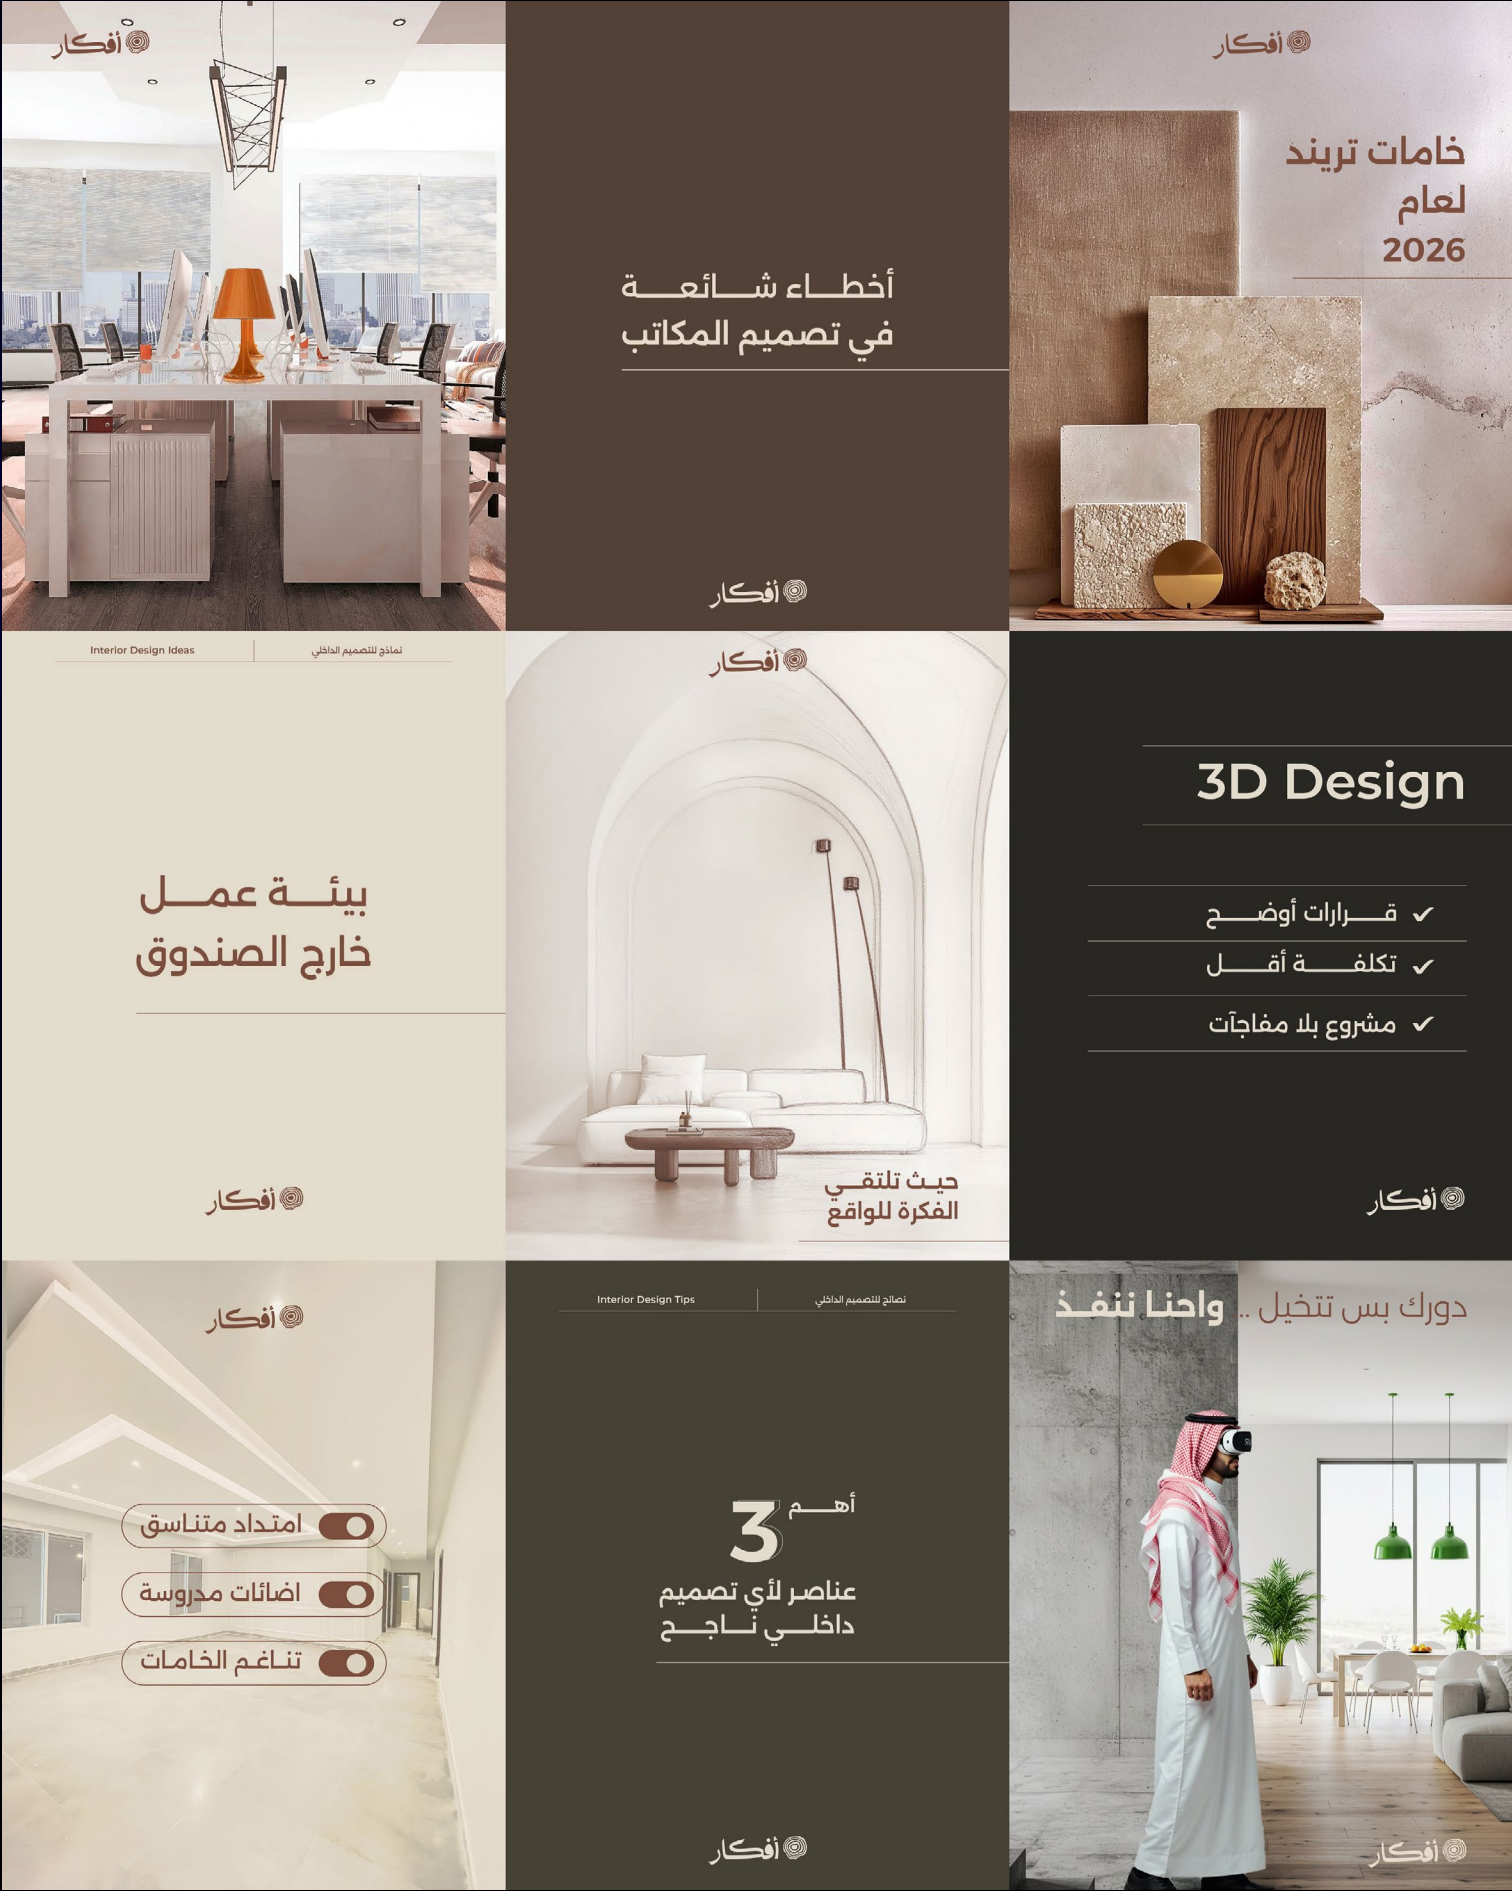 أفكار
أخطاء شائعة
في تصميم المكاتب
أفكار
أفكار
خامات تريند
لعام
2026
Interior Design Ideas
نماذج للتصميم الداخلي
بيئة عمل
خارج الصندوق
أفكار
أفكار
حيث تلتقي
الفكرة للواقع
3D Design
قرارات أوضح
تكلفة أقل
مشروع بلا مفاجآت
أفكار
أفكار
امتداد متناسق
اضائات مدروسة
تناغم الخامات
Interior Design Tips
نصائح للتصميم الداخلي
أهم
3
عناصر لأي تصميم
داخلي ناجح
أفكار
دورك بس تتخيل .. واحنا ننفذ
أفكار